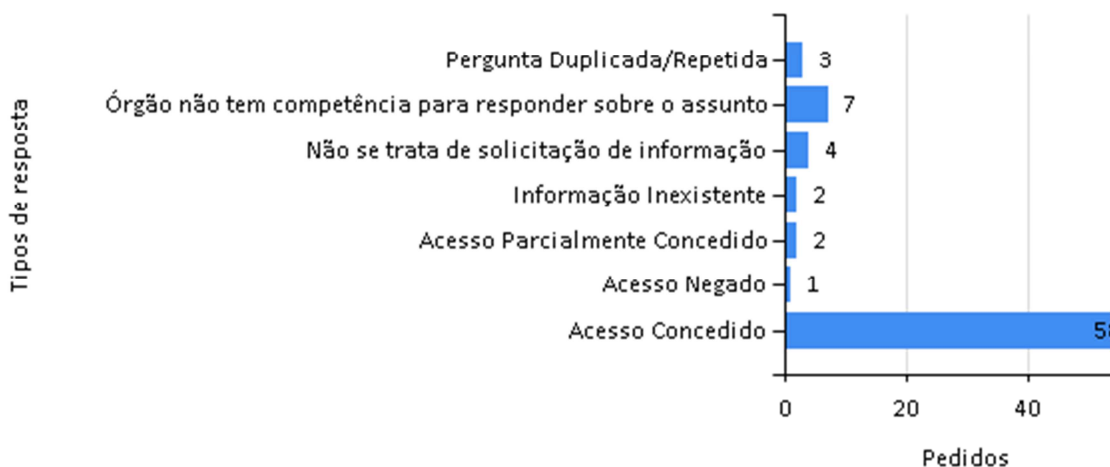 Tipos de resposta
Pergunta Duplicada/Repetida 3
Órgão não tem competência para responder sobre o assunto 7
Não se trata de solicitação de informação 4
Informação Inexistente 2
Acesso Parcialmente Concedido 2
Acesso Negado 1
Acesso Concedido
0 20 40
Pedidos